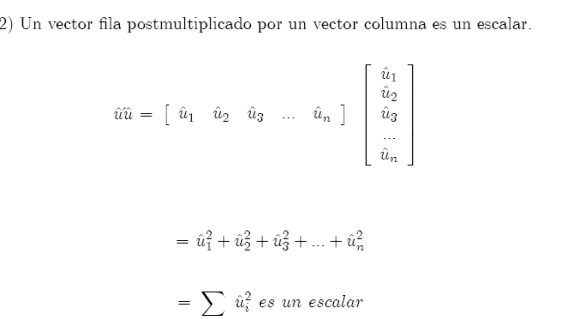 2) Un vector fila postmultiplicado por un vector columna es un escalar.
û´û = [ û₁ û₂ û₃ ... ûₙ ] [ û₁
û₂
û₃
...
ûₙ ]
= û₁² + û₂² + û₃² + ... + ûₙ²
= ∑ ûᵢ² es un escalar